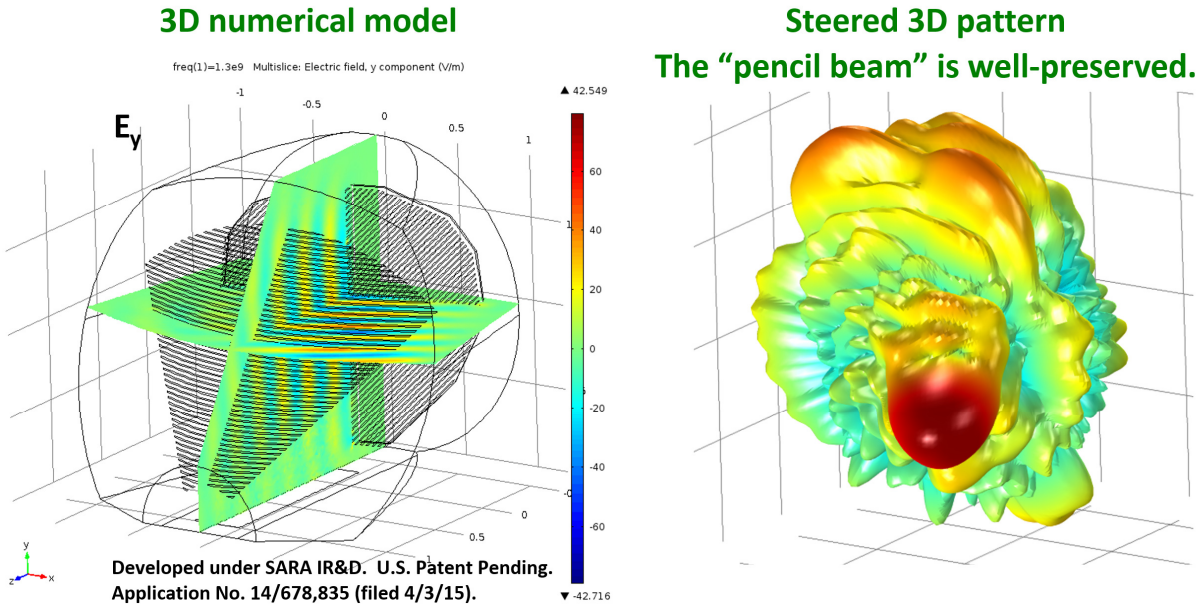 3D numerical model
freq(1)=1.3e9 Multislice: Electric field, y component (V/m)
Ey
-1
-0.5
0
0.5
1
▲ 42.549
60
40
20
0
-20
-40
-60
▼ -42.716
1
-0
0
0.5
1
y
z
x
Developed under SARA IR&D. U.S. Patent Pending.
Application No. 14/678,835 (filed 4/3/15).
Steered 3D pattern
The “pencil beam” is well-preserved.